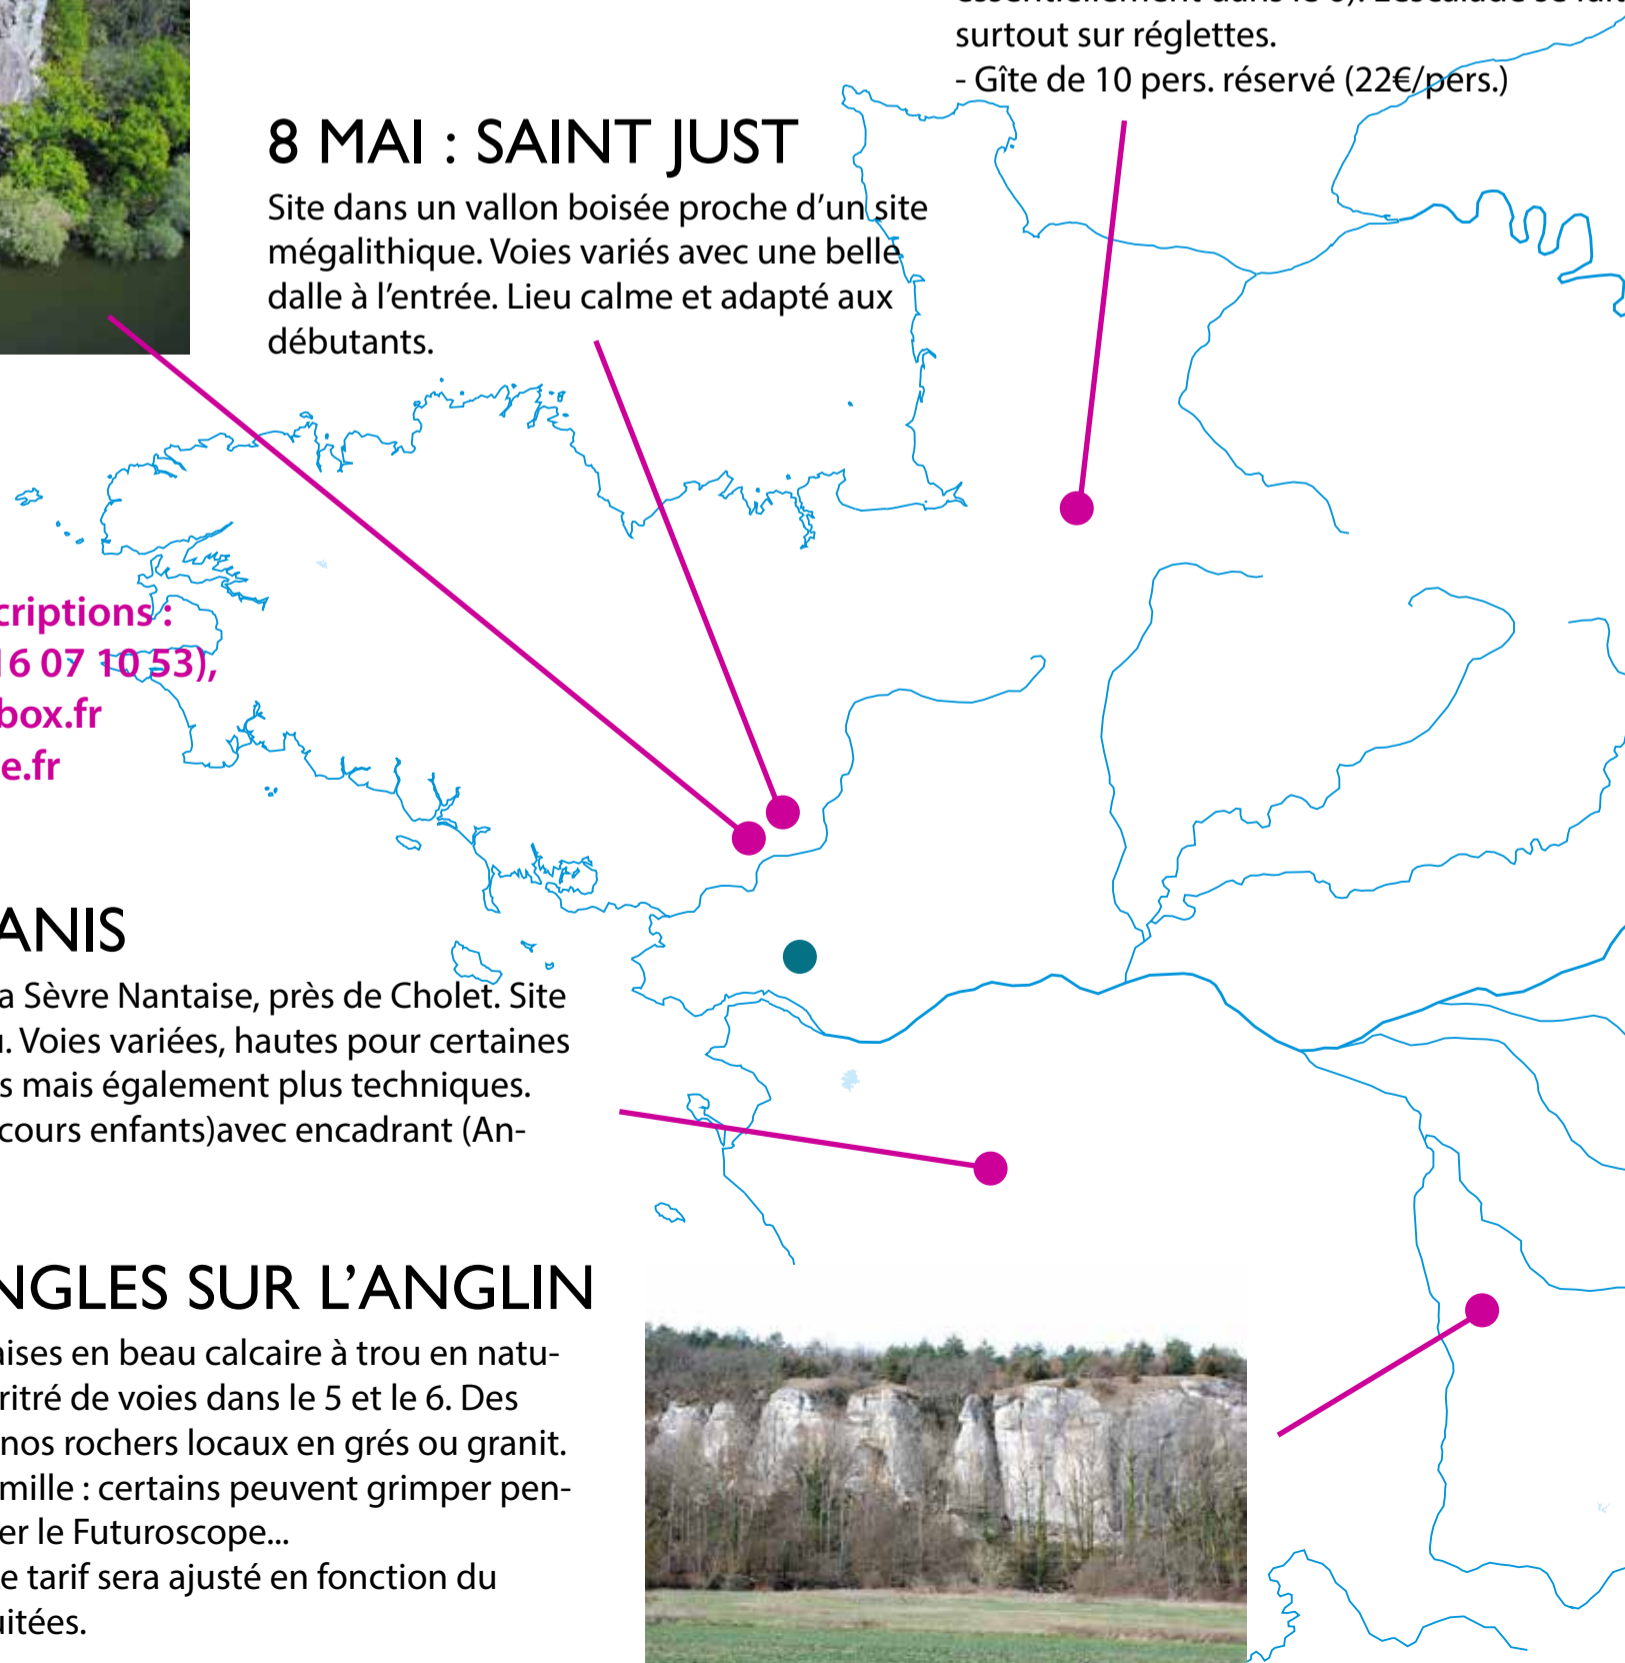 surtout sur réglettes.
- Gîte de 10 pers. réservé (22€/pers.)
8 MAI : SAINT JUST
Site dans un vallon boisée proche d’un site
mégalithique. Voies variés avec une belle
dalle à l’entrée. Lieu calme et adapté aux
débutants.
criptions :
16 07 10 53),
box.fr
e.fr
ANIS
a Sèvre Nantaise, près de Cholet. Site
u. Voies variées, hautes pour certaines
s mais également plus techniques.
cours enfants)avec encadrant (An-
NGLES SUR L’ANGLIN
aises en beau calcaire à trou en natu-
ritré de voies dans le 5 et le 6. Des
nos rochers locaux en grés ou granit.
mille : certains peuvent grimper pen-
er le Futuroscope...
e tarif sera ajusté en fonction du
uitées.